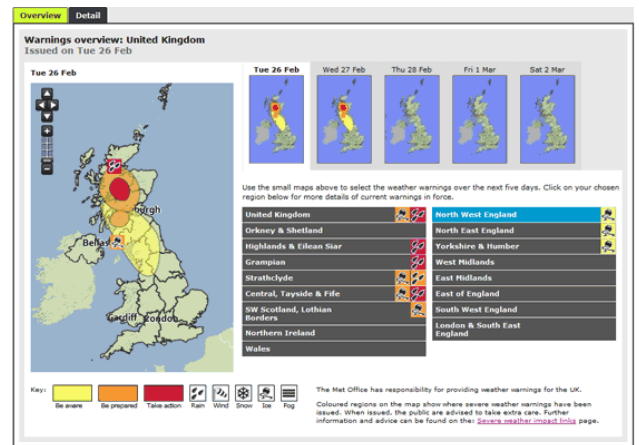 Overview Detail
Warnings overview: United Kingdom
Issued on Tue 26 Feb
Tue 26 Feb
Tue 26 Feb Wed 27 Feb Thu 28 Feb Fri 1 Mar Sat 2 Mar
Use the small maps above to select the weather warnings over the next five days. Click on your chosen
region below for more details of current warnings in force.
United Kingdom
Orkney & Shetland
Highlands & Eilean Siar
Grampian
Strathclyde
Central, Tayside & Fife
SW Scotland, Lothian
Borders
Northern Ireland
Wales
North West England
North East England
Yorkshire & Humber
West Midlands
East Midlands
East of England
South West England
London & South East
England
burgh
Belfas
Cardiff London
Key:
Be aware Be prepared Take action Rain Wind Snow Ice Fog
The Met Office has responsibility for providing weather warnings for the UK.
Coloured regions on the map show where severe weather warnings have been
issued. When issued, the public are advised to take extra care. Further
information and advice can be found on the: Severe weather impact links page.